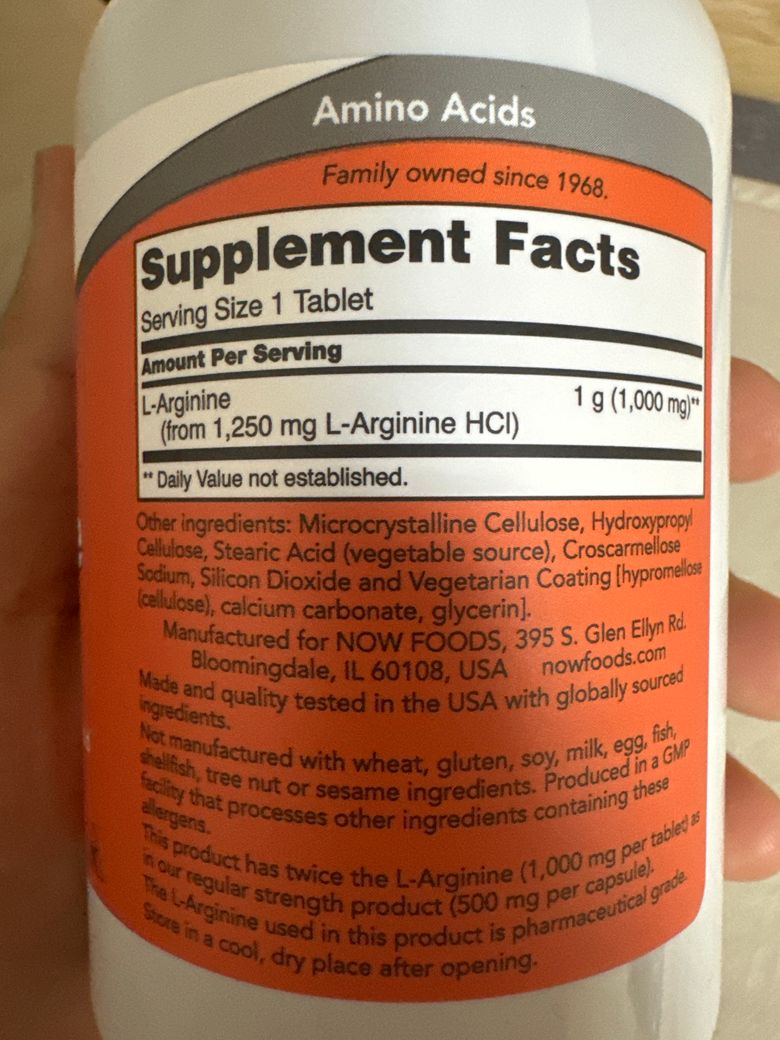 Amino Acids
Family owned since 1968.
Supplement Facts
Serving Size 1 Tablet
Amount Per Serving
L-Arginine 1 g (1,000 mg)**
(from 1,250 mg L-Arginine HCl)
** Daily Value not established.
Other ingredients: Microcrystalline Cellulose, Hydroxypropyl
Cellulose, Stearic Acid (vegetable source), Croscarmellose
Sodium, Silicon Dioxide and Vegetarian Coating [hypromellose
(cellulose), calcium carbonate, glycerin].
Manufactured for NOW FOODS, 395 S. Glen Ellyn Rd.
Bloomingdale, IL 60108, USA nowfoods.com
Made and quality tested in the USA with globally sourced
ingredients.
Not manufactured with wheat, gluten, soy, milk, egg, fish,
shellfish, tree nut or sesame ingredients. Produced in a GMP
facility that processes other ingredients containing these
allergens.
This product has twice the L-Arginine (1,000 mg per tablet) as
in our regular strength product (500 mg per capsule).
The L-Arginine used in this product is pharmaceutical grade.
Store in a cool, dry place after opening.